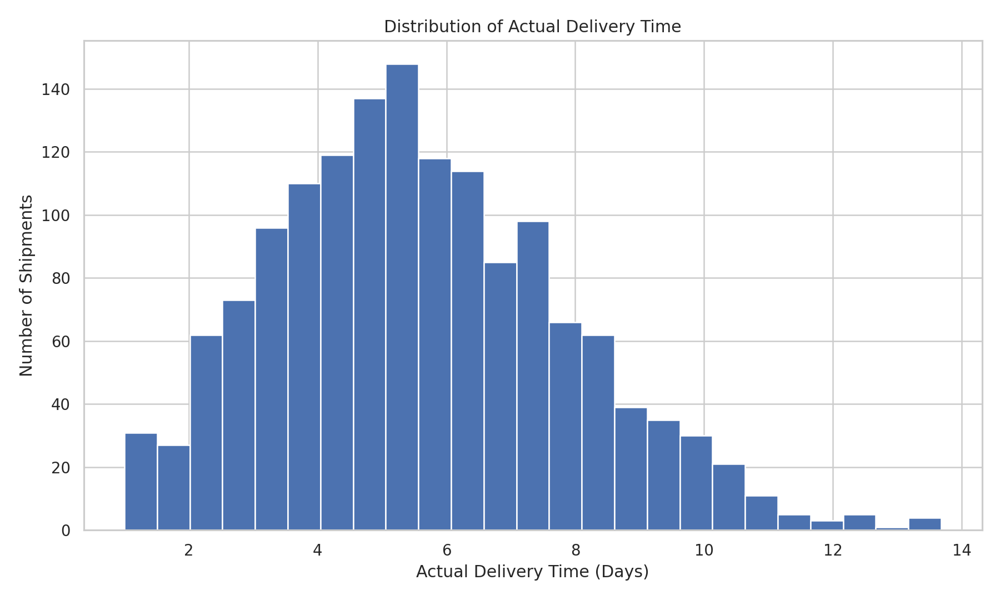 Distribution of Actual Delivery Time
Number of Shipments
140
120
100
80
60
40
20
0
2 4 6 8 10 12 14
Actual Delivery Time (Days)